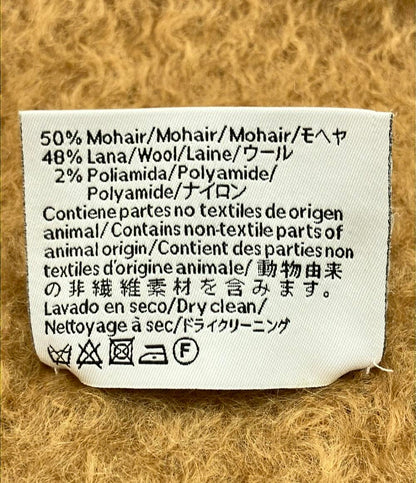 50% Mohair/Mohair/Mohair/モヘヤ
48% Lana/Wool/Laine/ウール
2% Poliamida/Polyamide/
Polyamide/ナイロン
Contiene partes no textiles de origen
animal/Contains non-textile parts of
animal origin/Contient des parties non
textiles d'origine animale/動物由来
の非繊維素材を含みます。
Lavado en seco/Dry clean/
Nettoyage à sec/ドライクリーニング
F